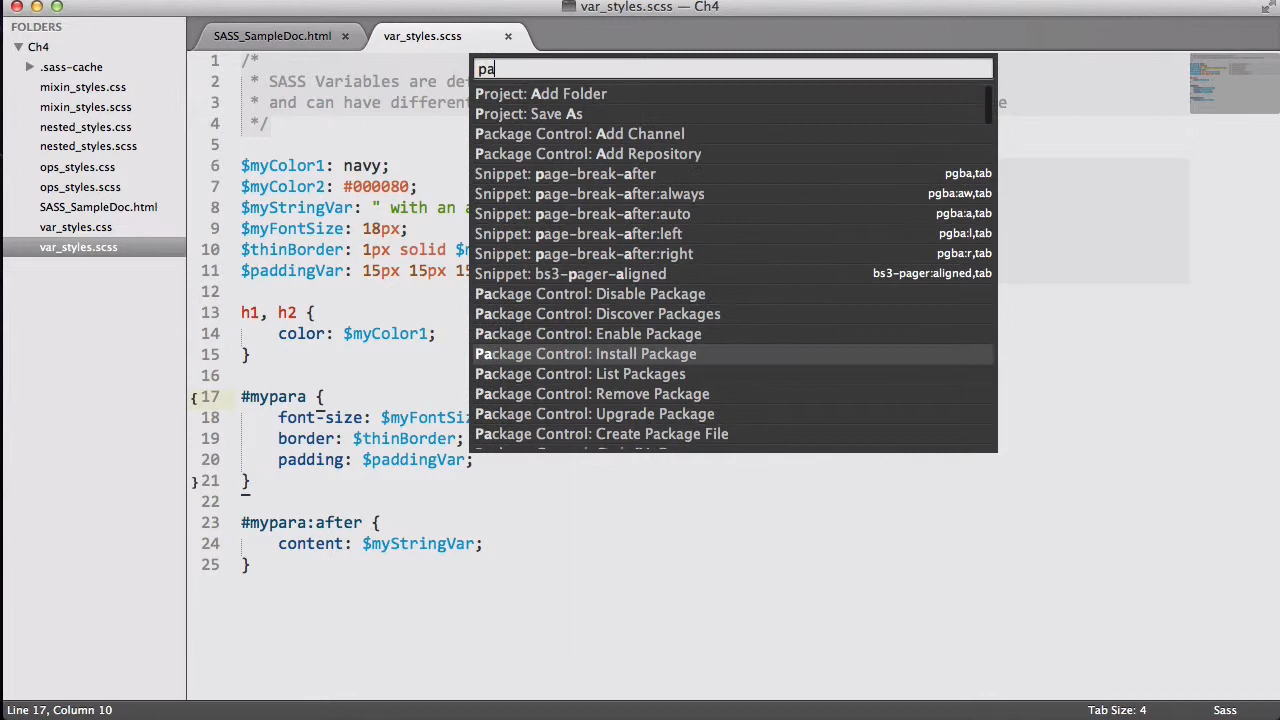 var_styles.scss — Ch4
FOLDERS
Ch4
.sass-cache
mixin_styles.css
mixin_styles.scss
nested_styles.css
nested_styles.scss
ops_styles.css
ops_styles.scss
SASS_SampleDoc.html
var_styles.css
var_styles.scss
SASS_SampleDoc.html ×
var_styles.scss ×
1 /*
2 * SASS Variables are de
3 * and can have different
4 */
5
6 $myColor1: navy;
7 $myColor2: #000080;
8 $myStringVar: " with an a
9 $myFontSize: 18px;
10 $thinBorder: 1px solid $
11 $paddingVar: 15px 15px 15
12
13 h1, h2 {
14 color: $myColor1;
15 }
16
{ 17 #mypara {
18 font-size: $myFontSiz
19 border: $thinBorder;
20 padding: $paddingVar;
} 21 }
22
23 #mypara:after {
24 content: $myStringVar;
25 }
pa
Project: Add Folder
Project: Save As
Package Control: Add Channel
Package Control: Add Repository
Snippet: page-break-after pgba,tab
Snippet: page-break-after:always pgba:aw,tab
Snippet: page-break-after:auto pg:a,tab
Snippet: page-break-after:left pgba:l,tab
Snippet: page-break-after:right pgba:r,tab
Snippet: bs3-pager-aligned bs3-pager:aligned,tab
Package Control: Disable Package
Package Control: Discover Packages
Package Control: Enable Package
Package Control: Install Package
Package Control: List Packages
Package Control: Remove Package
Package Control: Upgrade Package
Package Control: Create Package File
Line 17, Column 10
Tab Size: 4
Sass